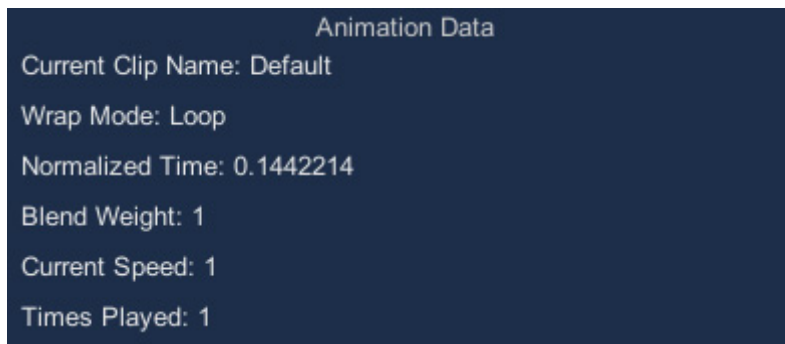 Animation Data
Current Clip Name: Default
Wrap Mode: Loop
Normalized Time: 0.1442214
Blend Weight: 1
Current Speed: 1
Times Played: 1